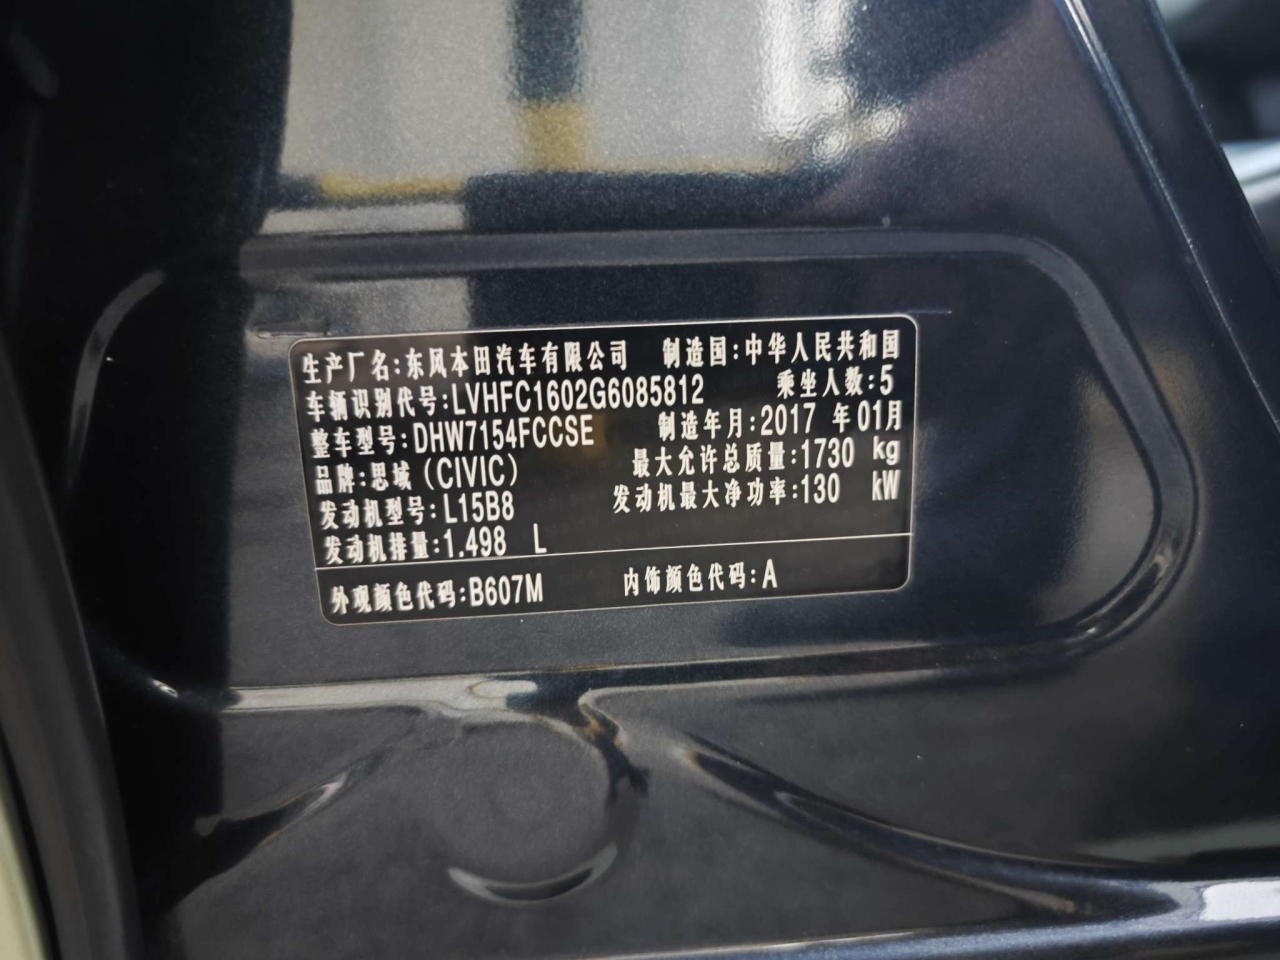 生产厂名:东风本田汽车有限公司 制造国:中华人民共和国
车辆识别代号:LVHFC1602G6085812 乘坐人数:5
整车型号:DHW7154FCCSE 制造年月:2017 年01月
品牌:思域(CIVIC) 最大允许总质量:1730 kg
发动机型号:L15B8 发动机最大净功率:130 kW
发动机排量:1.498 L
外观颜色代码:B607M 内饰颜色代码:A